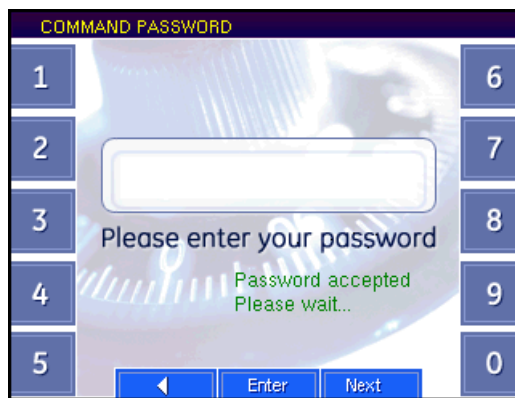 COMMAND PASSWORD
1
6
2
7
3
8
Please enter your password
Password accepted
Please wait...
4
9
5
0
Enter
Next